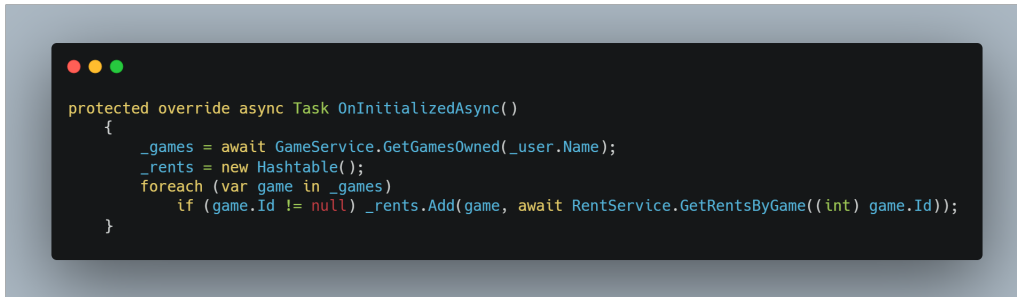 protected override async Task OnInitializedAsync()
    {
        _games = await GameService.GetGamesOwned(_user.Name);
        _rents = new Hashtable();
        foreach (var game in _games)
            if (game.Id != null) _rents.Add(game, await RentService.GetRentsByGame((int) game.Id));
    }